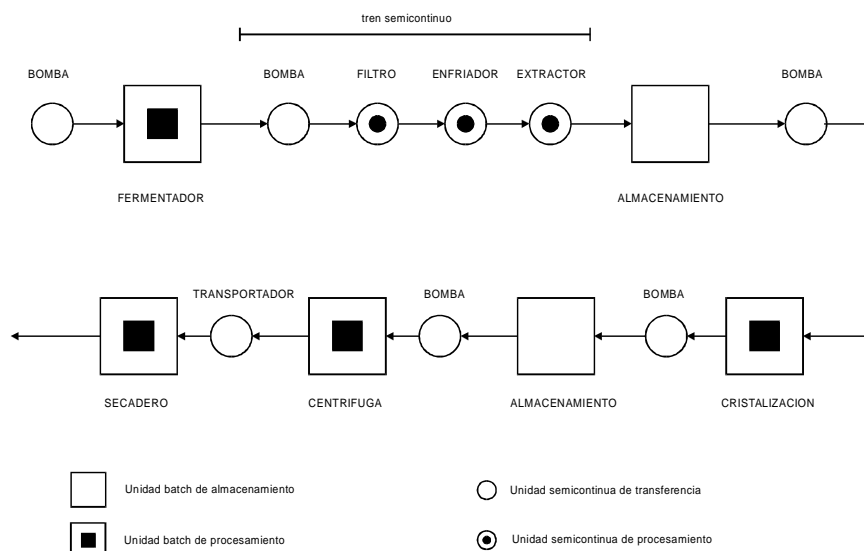 tren semicontinuo
BOMBA
BOMBA
FILTRO
ENFRIADOR
EXTRACTOR
BOMBA
FERMENTADOR
ALMACENAMIENTO
TRANSPORTADOR
BOMBA
BOMBA
SECADERO
CENTRIFUGA
ALMACENAMIENTO
CRISTALIZACION
Unidad batch de almacenamiento
Unidad semicontinua de transferencia
Unidad batch de procesamiento
Unidad semicontinua de procesamiento